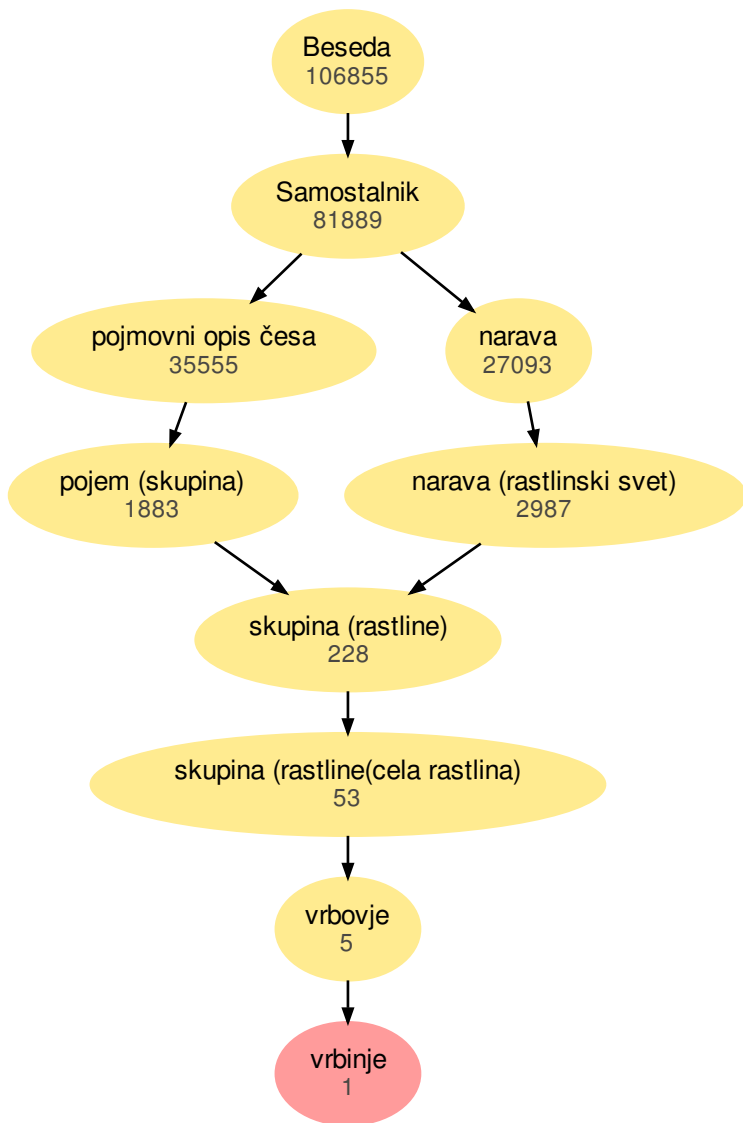 Beseda
106855
Samostalnik
81889
pojmovni opis česa
35555
narava
27093
pojem (skupina)
1883
narava (rastlinski svet)
2987
skupina (rastline)
228
skupina (rastline(cela rastlina)
53
vrbovje
5
vrbinje
1